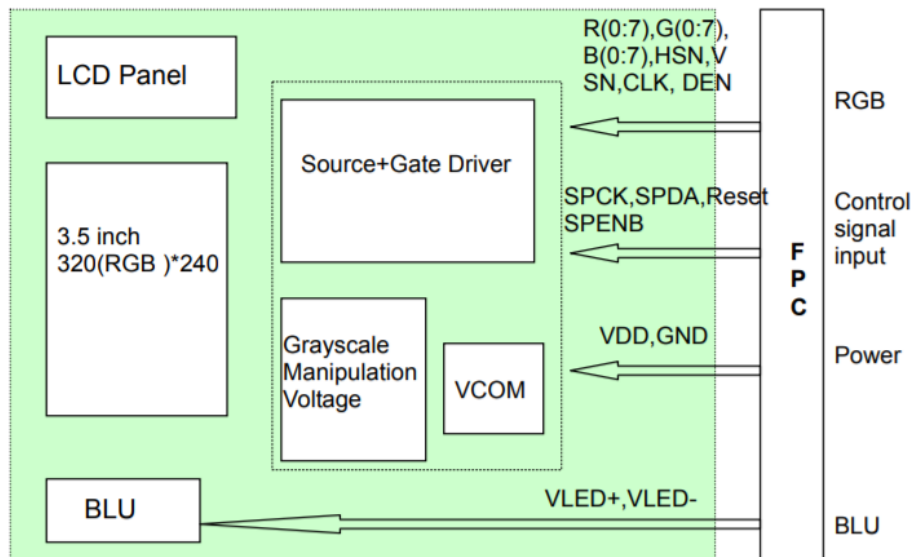 LCD Panel
3.5 inch
320(RGB )*240
BLU
Source+Gate Driver
Grayscale
Manipulation
Voltage
VCOM
R(0:7),G(0:7),
B(0:7),HSN,V
SN,CLK, DEN
SPCK,SPDA,Reset
SPENB
VDD,GND
VLED+,VLED-
F
P
C
RGB
Control
signal
input
Power
BLU